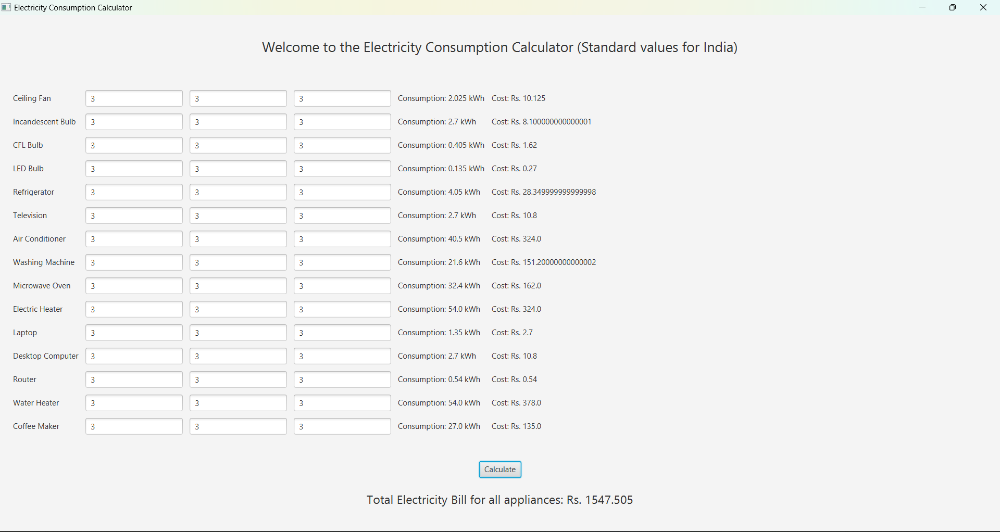 Electricity Consumption Calculator
Welcome to the Electricity Consumption Calculator (Standard values for India)
Ceiling Fan 3 3 3 Consumption: 2.025 kWh Cost: Rs. 10.125
Incandescent Bulb 3 3 3 Consumption: 2.7 kWh Cost: Rs. 8.100000000000001
CFL Bulb 3 3 3 Consumption: 0.405 kWh Cost: Rs. 1.62
LED Bulb 3 3 3 Consumption: 0.135 kWh Cost: Rs. 0.27
Refrigerator 3 3 3 Consumption: 4.05 kWh Cost: Rs. 28.349999999999998
Television 3 3 3 Consumption: 2.7 kWh Cost: Rs. 10.8
Air Conditioner 3 3 3 Consumption: 40.5 kWh Cost: Rs. 324.0
Washing Machine 3 3 3 Consumption: 21.6 kWh Cost: Rs. 151.20000000000002
Microwave Oven 3 3 3 Consumption: 32.4 kWh Cost: Rs. 162.0
Electric Heater 3 3 3 Consumption: 54.0 kWh Cost: Rs. 324.0
Laptop 3 3 3 Consumption: 1.35 kWh Cost: Rs. 2.7
Desktop Computer 3 3 3 Consumption: 2.7 kWh Cost: Rs. 10.8
Router 3 3 3 Consumption: 0.54 kWh Cost: Rs. 0.54
Water Heater 3 3 3 Consumption: 54.0 kWh Cost: Rs. 378.0
Coffee Maker 3 3 3 Consumption: 27.0 kWh Cost: Rs. 135.0
Calculate
Total Electricity Bill for all appliances: Rs. 1547.505